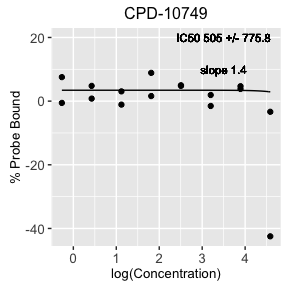 CPD-10749
IC50 505 +/- 775.8
slope 1.4
20
0
-20
-40
% Probe Bound
0
1
2
3
4
log(Concentration)